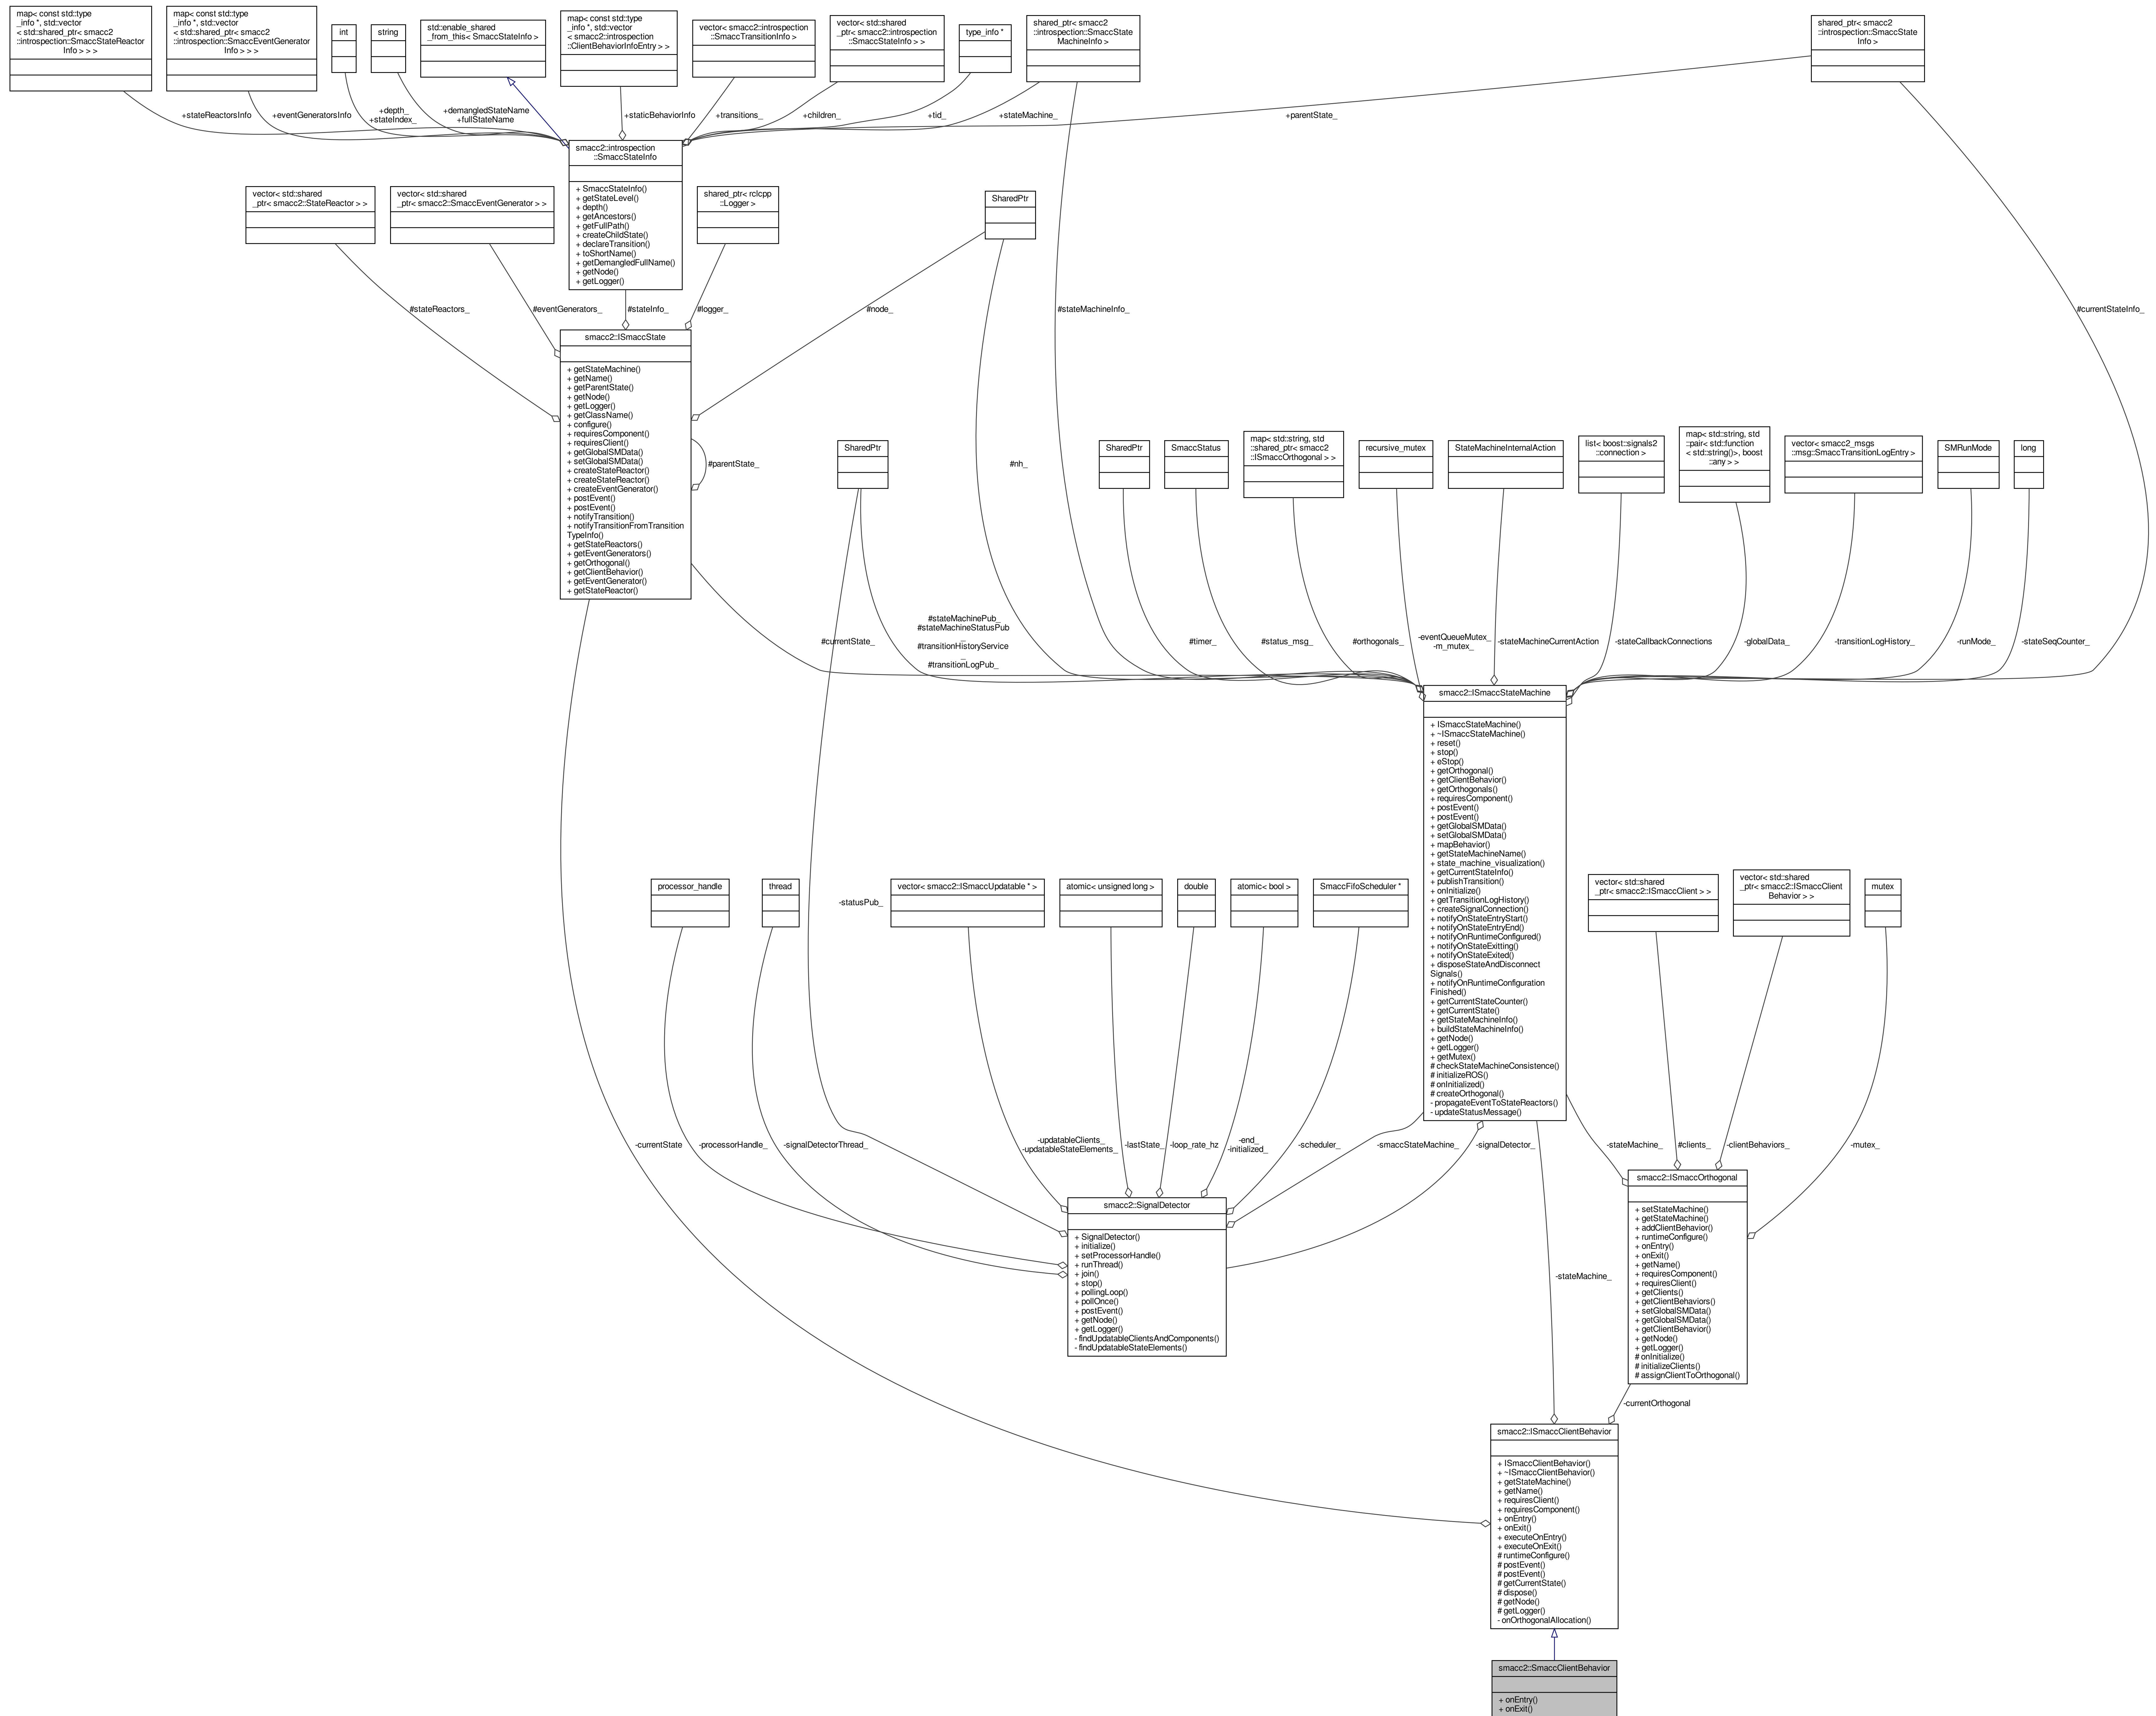 map< const std::type
_info *, std::vector
< std::shared_ptr< smacc2
::introspection::SmaccStateReactor
Info > > >
map< const std::type
_info *, std::vector
< std::shared_ptr< smacc2
::introspection::SmaccEventGenerator
Info > > >
int
string
std::enable_shared
_from_this< SmaccStateInfo >
map< const std::type
_info *, std::vector
< smacc2::introspection
::ClientBehaviorInfoEntry > >
vector< smacc2::introspection
::SmaccTransitionInfo >
vector< std::shared
_ptr< smacc2::introspection
::SmaccStateInfo > >
type_info *
shared_ptr< smacc2
::introspection::SmaccState
MachineInfo >
shared_ptr< smacc2
::introspection::SmaccState
Info >
+stateReactorsInfo
+eventGeneratorsInfo
+depth_
+stateIndex_
+demangledStateName
+fullStateName
+staticBehaviorInfo
+transitions_
+children_
+tid_
+stateMachine_
+parentState_
smacc2::introspection
::SmaccStateInfo
+ SmaccStateInfo()
+ getStateLevel()
+ depth()
+ getAncestors()
+ getFullPath()
+ createChildState()
+ declareTransition()
+ toShortName()
+ getDemangledFullName()
+ getNode()
+ getLogger()
vector< std::shared
_ptr< smacc2::StateReactor > >
vector< std::shared
_ptr< smacc2::SmaccEventGenerator > >
shared_ptr< rclcpp
::Logger >
SharedPtr
#stateReactors_
#eventGenerators_
#stateInfo_
#logger_
#node_
#stateMachineInfo_
#currentStateInfo_
smacc2::ISmaccState
+ getStateMachine()
+ getName()
+ getParentState()
+ getNode()
+ getLogger()
+ getClassName()
+ configure()
+ requiresComponent()
+ requiresClient()
+ getGlobalSMData()
+ setGlobalSMData()
+ createStateReactor()
+ createStateReactor()
+ createEventGenerator()
+ postEvent()
+ postEvent()
+ notifyTransition()
+ notifyTransitionFromTransition
TypeInfo()
+ getStateReactors()
+ getEventGenerators()
+ getOrthogonal()
+ getClientBehavior()
+ getEventGenerator()
+ getStateReactor()
#parentState_
SharedPtr
#nh_
SharedPtr
SmaccStatus
map< std::string, std
::shared_ptr< smacc2
::ISmaccOrthogonal > >
recursive_mutex
StateMachineInternalAction
list< boost::signals2
::connection >
map< std::string, std
::pair< std::function
< std::string()>, boost
::any > >
vector< smacc2_msgs
::msg::SmaccTransitionLogEntry >
SMRunMode
long
#currentState_
#stateMachinePub_
#stateMachineStatusPub
_
#transitionHistoryService
_
#transitionLogPub_
#timer_
#status_msg_
#orthogonals_
-eventQueueMutex_
-m_mutex_
-stateMachineCurrentAction
-stateCallbackConnections
-globalData_
-transitionLogHistory_
-runMode_
-stateSeqCounter_
smacc2::ISmaccStateMachine
+ ISmaccStateMachine()
+ ~ISmaccStateMachine()
+ reset()
+ stop()
+ eStop()
+ getOrthogonal()
+ getClientBehavior()
+ getOrthogonals()
+ requiresComponent()
+ postEvent()
+ postEvent()
+ getGlobalSMData()
+ setGlobalSMData()
+ mapBehavior()
+ getStateMachineName()
+ state_machine_visualization()
+ getCurrentStateInfo()
+ publishTransition()
+ onInitialize()
+ getTransitionLogHistory()
+ createSignalConnection()
+ notifyOnStateEntryStart()
+ notifyOnStateEntryEnd()
+ notifyOnRuntimeConfigured()
+ notifyOnStateExitting()
+ notifyOnStateExited()
+ disposeStateAndDisconnect
Signals()
+ notifyOnRuntimeConfiguration
Finished()
+ getCurrentStateCounter()
+ getCurrentState()
+ getStateMachineInfo()
+ buildStateMachineInfo()
+ getNode()
+ getLogger()
+ getMutex()
# checkStateMachineConsistence()
# initializeROS()
# onInitialized()
# createOrthogonal()
- propagateEventToStateReactors()
- updateStatusMessage()
processor_handle
thread
-statusPub_
vector< smacc2::ISmaccUpdatable * >
atomic< unsigned long >
double
atomic< bool >
SmaccFifoScheduler *
vector< std::shared
_ptr< smacc2::ISmaccClient > >
vector< std::shared
_ptr< smacc2::ISmaccClient
Behavior > >
mutex
-currentState
-processorHandle_
-signalDetectorThread_
-updatableClients_
-updatableStateElements_
-lastState_
-loop_rate_hz
-end_
-initialized_
-scheduler_
-smaccStateMachine_
-signalDetector_
-stateMachine_
#clients_
-clientBehaviors_
-mutex_
smacc2::SignalDetector
+ SignalDetector()
+ initialize()
+ setProcessorHandle()
+ runThread()
+ join()
+ stop()
+ pollingLoop()
+ pollOnce()
+ postEvent()
+ getNode()
+ getLogger()
- findUpdatableClientsAndComponents()
- findUpdatableStateElements()
smacc2::ISmaccOrthogonal
+ setStateMachine()
+ getStateMachine()
+ addClientBehavior()
+ runtimeConfigure()
+ onEntry()
+ onExit()
+ getName()
+ requiresComponent()
+ requiresClient()
+ getClients()
+ getClientBehaviors()
+ setGlobalSMData()
+ getGlobalSMData()
+ getClientBehavior()
+ getNode()
+ getLogger()
# onInitialize()
# initializeClients()
# assignClientToOrthogonal()
-stateMachine_
-currentOrthogonal
smacc2::ISmaccClientBehavior
+ ISmaccClientBehavior()
+ ~ISmaccClientBehavior()
+ getStateMachine()
+ getName()
+ requiresClient()
+ requiresComponent()
+ onEntry()
+ onExit()
+ executeOnEntry()
+ executeOnExit()
# runtimeConfigure()
# postEvent()
# postEvent()
# getCurrentState()
# dispose()
# getNode()
# getLogger()
- onOrthogonalAllocation()
smacc2::SmaccClientBehavior
+ onEntry()
+ onExit()